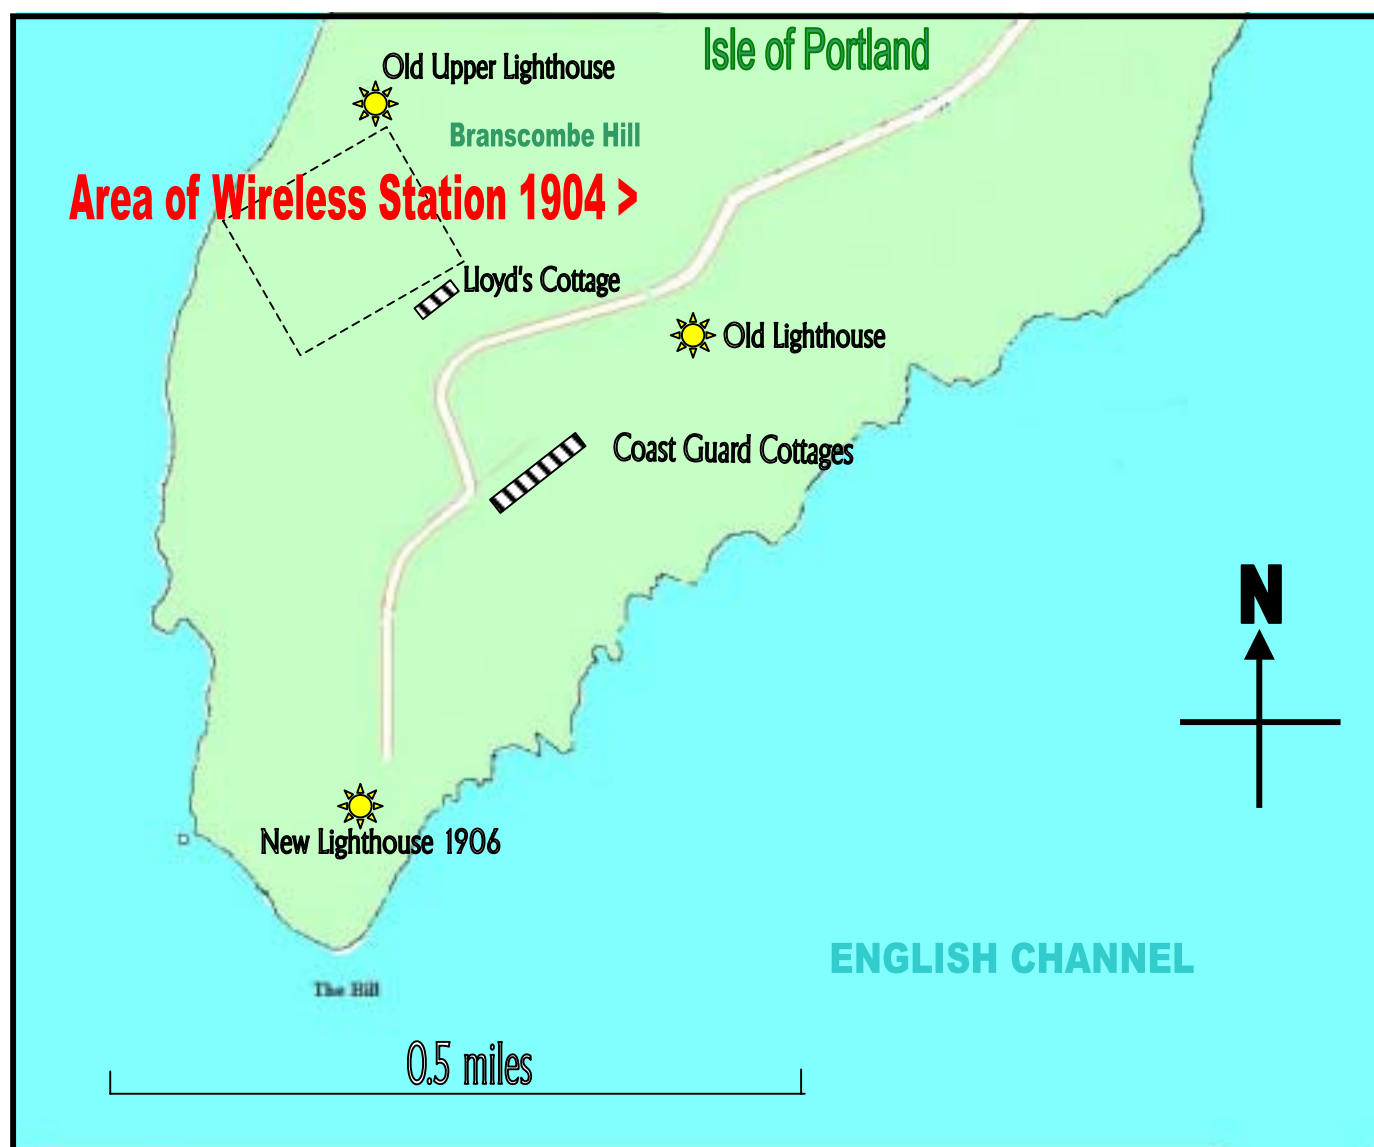 Isle of Portland
Old Upper Lighthouse
Branscombe Hill
Area of Wireless Station 1904 >
Lloyd's Cottage
Old Lighthouse
Coast Guard Cottages
N
New Lighthouse 1906
ENGLISH CHANNEL
The Bill
0.5 miles